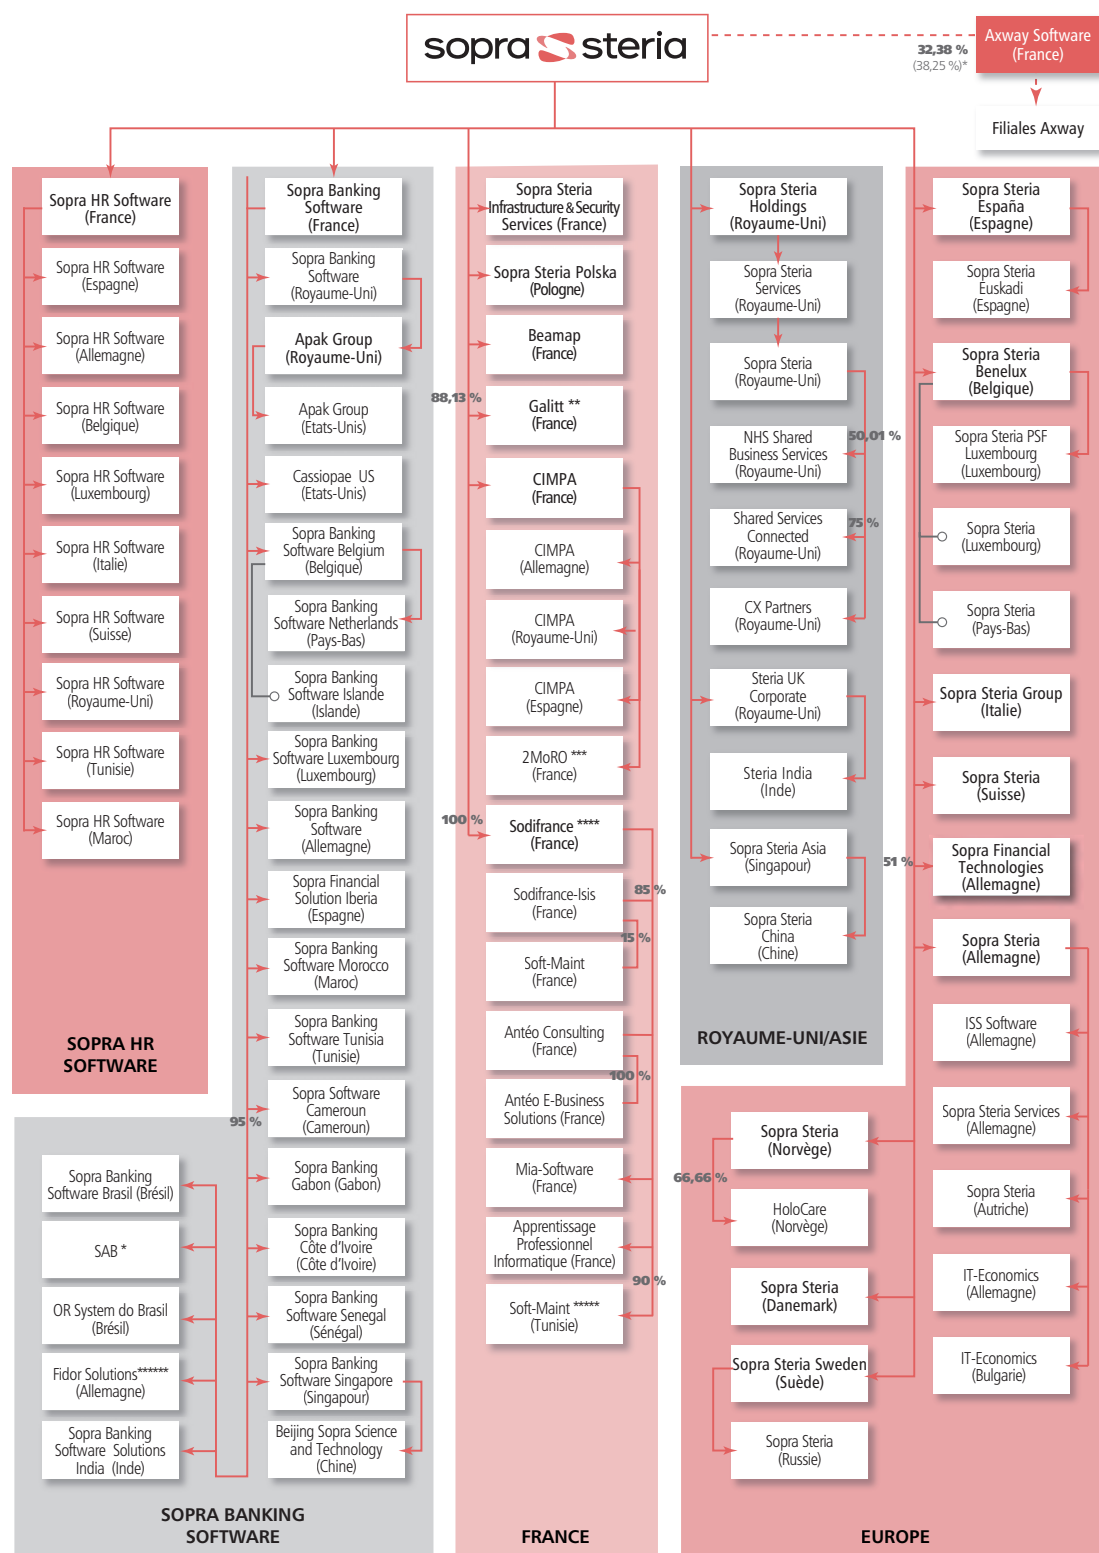 sopra steria
Axway Software
(France)
32,38 %
(38,25 %)*
Filiales Axway
Sopra HR Software
(France)
Sopra HR Software
(Espagne)
Sopra HR Software
(Allemagne)
Sopra HR Software
(Belgique)
Sopra HR Software
(Luxembourg)
Sopra HR Software
(Italie)
Sopra HR Software
(Suisse)
Sopra HR Software
(Royaume-Uni)
Sopra HR Software
(Tunisie)
Sopra HR Software
(Maroc)
SOPRA HR
SOFTWARE
Sopra Banking
Software
(France)
Sopra Banking
Software
(Royaume-Uni)
Apak Group
(Royaume-Uni)
Apak Group
(Etats-Unis)
Cassiopae US
(Etats-Unis)
Sopra Banking
Software Belgium
(Belgique)
Sopra Banking
Software Netherlands
(Pays-Bas)
Sopra Banking
Software Islande
(Islande)
Sopra Banking
Software Luxembourg
(Luxembourg)
Sopra Banking
Software
(Allemagne)
Sopra Financial
Solution Iberia
(Espagne)
Sopra Banking
Software Morocco
(Maroc)
Sopra Banking
Software Tunisia
(Tunisie)
Sopra Software
Cameroun
(Cameroun)
95 %
Sopra Banking
Gabon (Gabon)
Sopra Banking
Côte d'Ivoire
(Côte d'Ivoire)
Sopra Banking
Software Senegal
(Sénégal)
Sopra Banking
Software Singapore
(Singapour)
Beijing Sopra Science
and Technology
(Chine)
Sopra Banking
Software Brasil (Brésil)
SAB *
OR System do Brasil
(Brésil)
Fidor Solutions******
(Allemagne)
Sopra Banking
Software Solutions
India (Inde)
SOPRA BANKING
SOFTWARE
Sopra Steria
Infrastructure & Security
Services (France)
Sopra Steria Polska
(Pologne)
Beamap
(France)
88,13 %
Galitt **
(France)
CIMPA
(France)
CIMPA
(Allemagne)
CIMPA
(Royaume-Uni)
CIMPA
(Espagne)
2MoRO ***
(France)
100 %
Sodifrance ****
(France)
Sodifrance-Isis
(France)
85 %
15 %
Soft-Maint
(France)
Antéo Consulting
(France)
100 %
Antéo E-Business
Solutions (France)
Mia-Software
(France)
Apprentissage
Professionnel
Informatique (France)
90 %
Soft-Maint *****
(Tunisie)
FRANCE
Sopra Steria
Holdings
(Royaume-Uni)
Sopra Steria
Services
(Royaume-Uni)
Sopra Steria
(Royaume-Uni)
NHS Shared
Business Services
(Royaume-Uni)
50,01 %
Shared Services
Connected
(Royaume-Uni)
75 %
CX Partners
(Royaume-Uni)
Steria UK
Corporate
(Royaume-Uni)
Steria India
(Inde)
Sopra Steria Asia
(Singapour)
Sopra Steria
China
(Chine)
ROYAUME-UNI/ASIE
Sopra Steria
España
(Espagne)
Sopra Steria
Euskadi
(Espagne)
Sopra Steria
Benelux
(Belgique)
Sopra Steria PSF
Luxembourg
(Luxembourg)
Sopra Steria
(Luxembourg)
Sopra Steria
(Pays-Bas)
Sopra Steria Group
(Italie)
Sopra Steria
(Suisse)
51 %
Sopra Financial
Technologies
(Allemagne)
Sopra Steria
(Allemagne)
ISS Software
(Allemagne)
Sopra Steria Services
(Allemagne)
Sopra Steria
(Autriche)
IT-Economics
(Allemagne)
IT-Economics
(Bulgarie)
Sopra Steria
(Norvège)
66,66 %
HoloCare
(Norvège)
Sopra Steria
(Danemark)
Sopra Steria Sweden
(Suède)
Sopra Steria
(Russie)
EUROPE